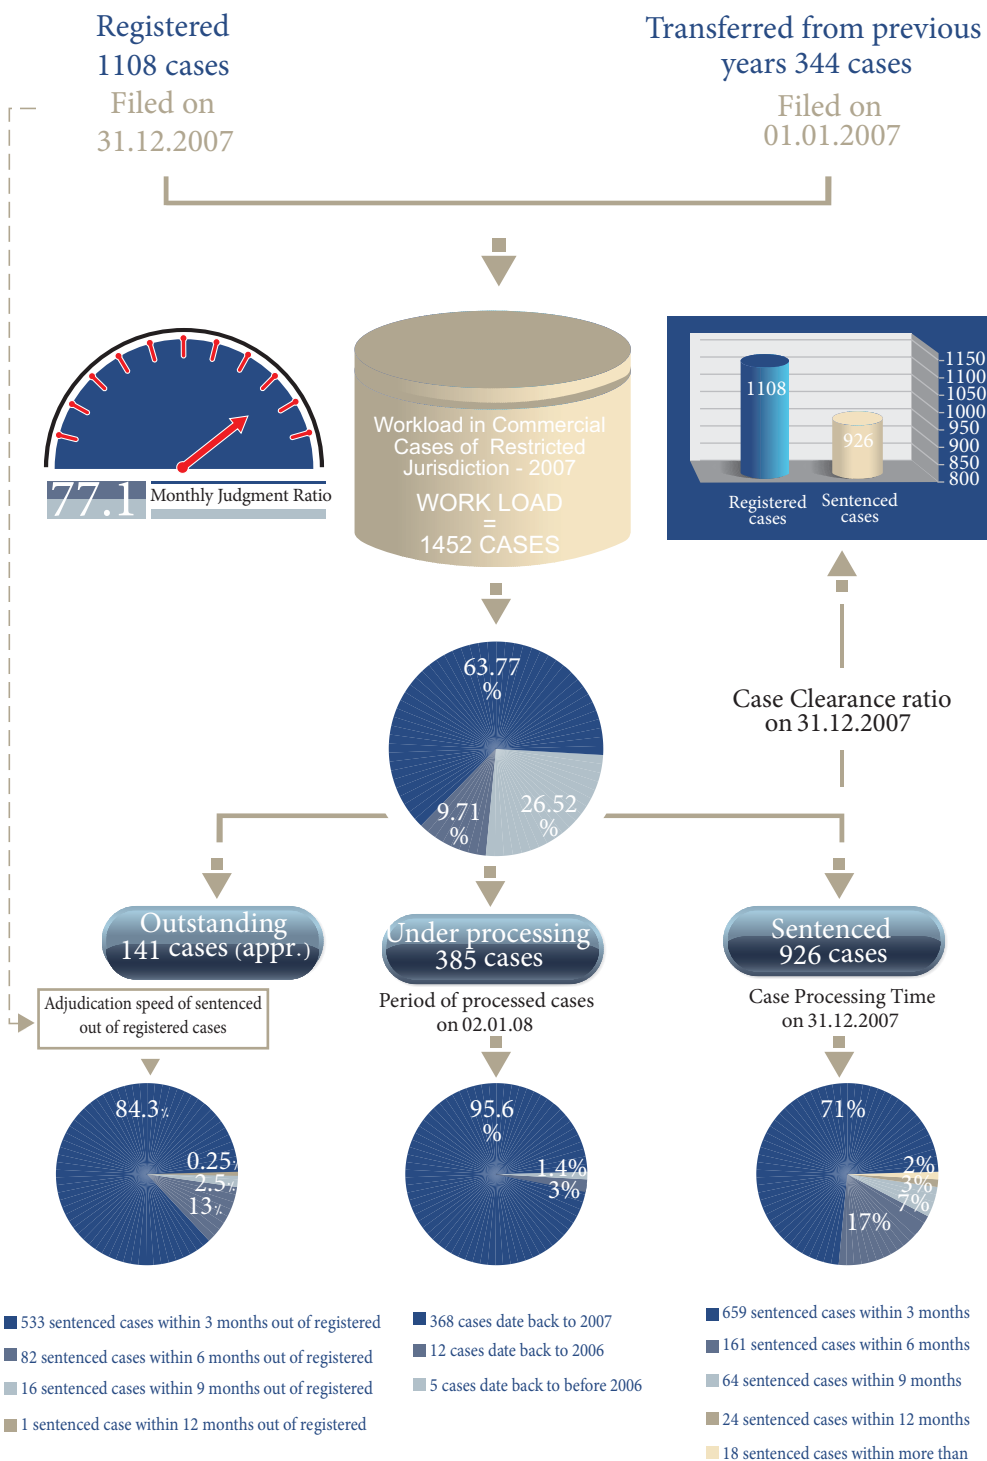 Registered
1108 cases
Filed on
31.12.2007
Transferred from previous
years 344 cases
Filed on
01.01.2007
77.1
Monthly Judgment Ratio
Workload in Commercial
Cases of Restricted
Jurisdiction - 2007
WORK LOAD
=
1452 CASES
1108
926
1150
1100
1050
1000
950
900
850
800
Registered
cases
Sentenced
cases
63.77
%
9.71
%
26.52
%
Case Clearance ratio
on 31.12.2007
Outstanding
141 cases (appr.)
Under processing
385 cases
Sentenced
926 cases
Adjudication speed of sentenced
out of registered cases
Period of processed cases
on 02.01.08
Case Processing Time
on 31.12.2007
84.3%
0.25%
2.5%
13%
95.6
%
1.4%
3%
71%
2%
3%
7%
17%
533 sentenced cases within 3 months out of registered
82 sentenced cases within 6 months out of registered
16 sentenced cases within 9 months out of registered
1 sentenced case within 12 months out of registered
368 cases date back to 2007
12 cases date back to 2006
5 cases date back to before 2006
659 sentenced cases within 3 months
161 sentenced cases within 6 months
64 sentenced cases within 9 months
24 sentenced cases within 12 months
18 sentenced cases within more than